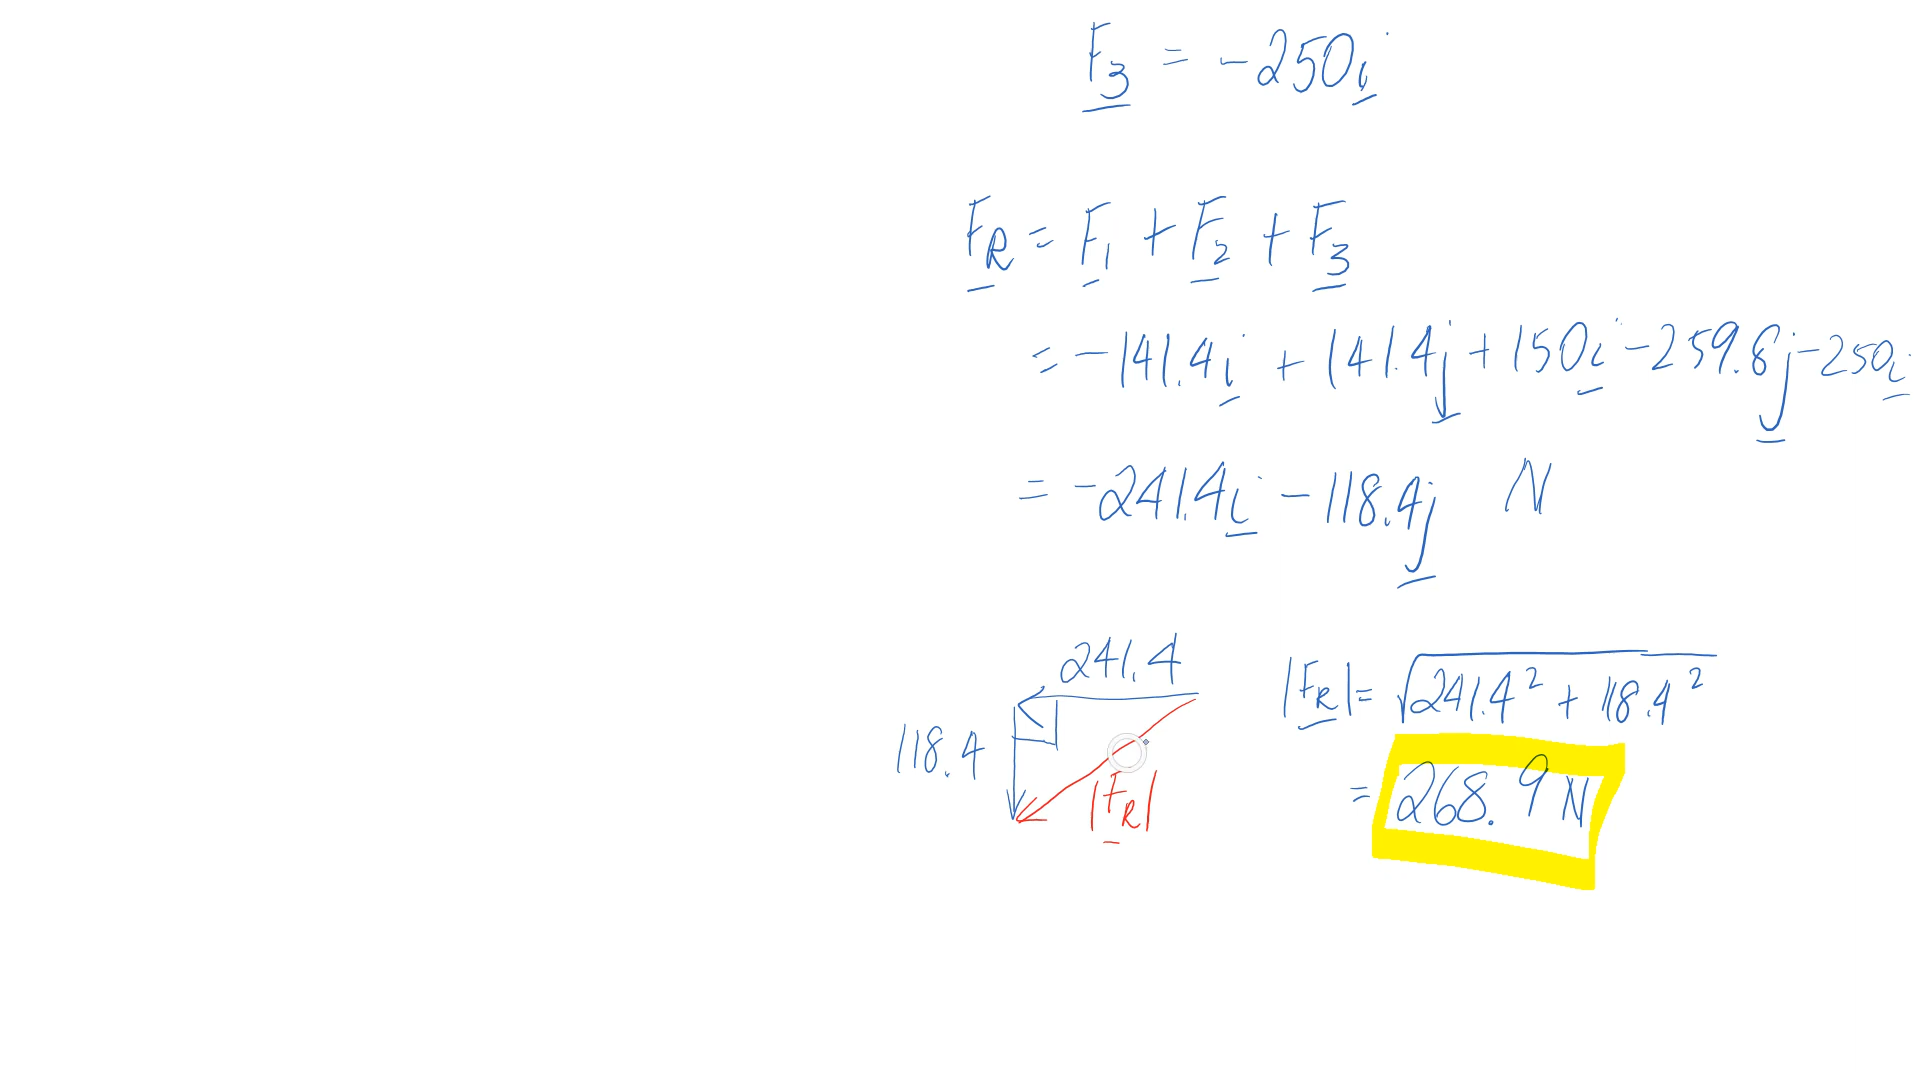 F3 = -250i
FR = F1 + F2 + F3
= -141.4i + 141.4j + 150i - 259.8j - 250i
= -241.4i - 118.4j N
241.4
118.4
|FR|
|FR| = √241.4² + 118.4²
= 268.9 N